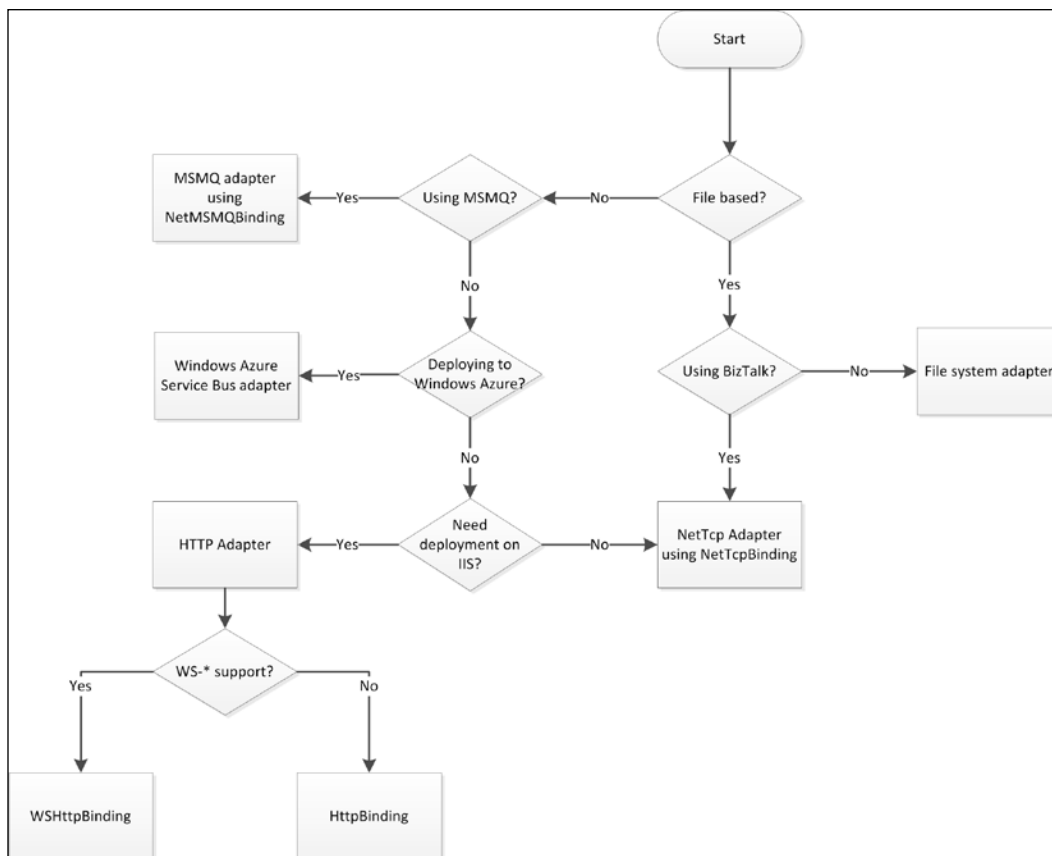 Start
MSMQ adapter
using
NetMSMQBinding
Yes
Using MSMQ?
No
File based?
No
Yes
Windows Azure
Service Bus adapter
Yes
Deploying to
Windows Azure?
Using BizTalk?
No
File system adapter
No
Yes
HTTP Adapter
Yes
Need
deployment on
IIS?
No
NetTcp Adapter
using NetTcpBinding
WS-* support?
Yes
No
WSHttpBinding
HttpBinding